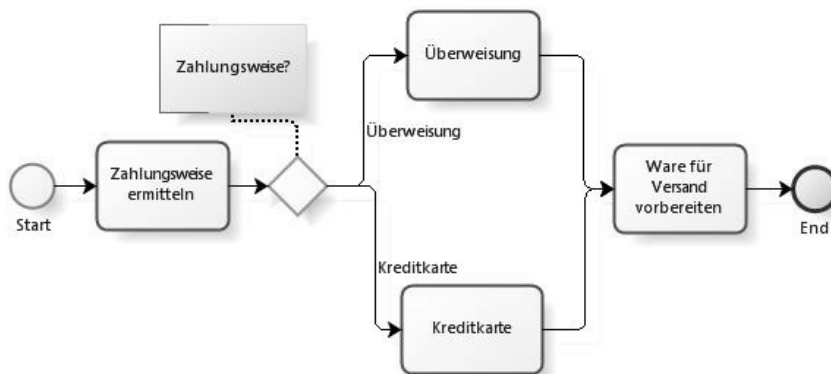 Zahlungsweise?
Überweisung
Überweisung
Start
Zahlungsweise
ermitteln
Ware für
Versand
vorbereiten
End
Kreditkarte
Kreditkarte